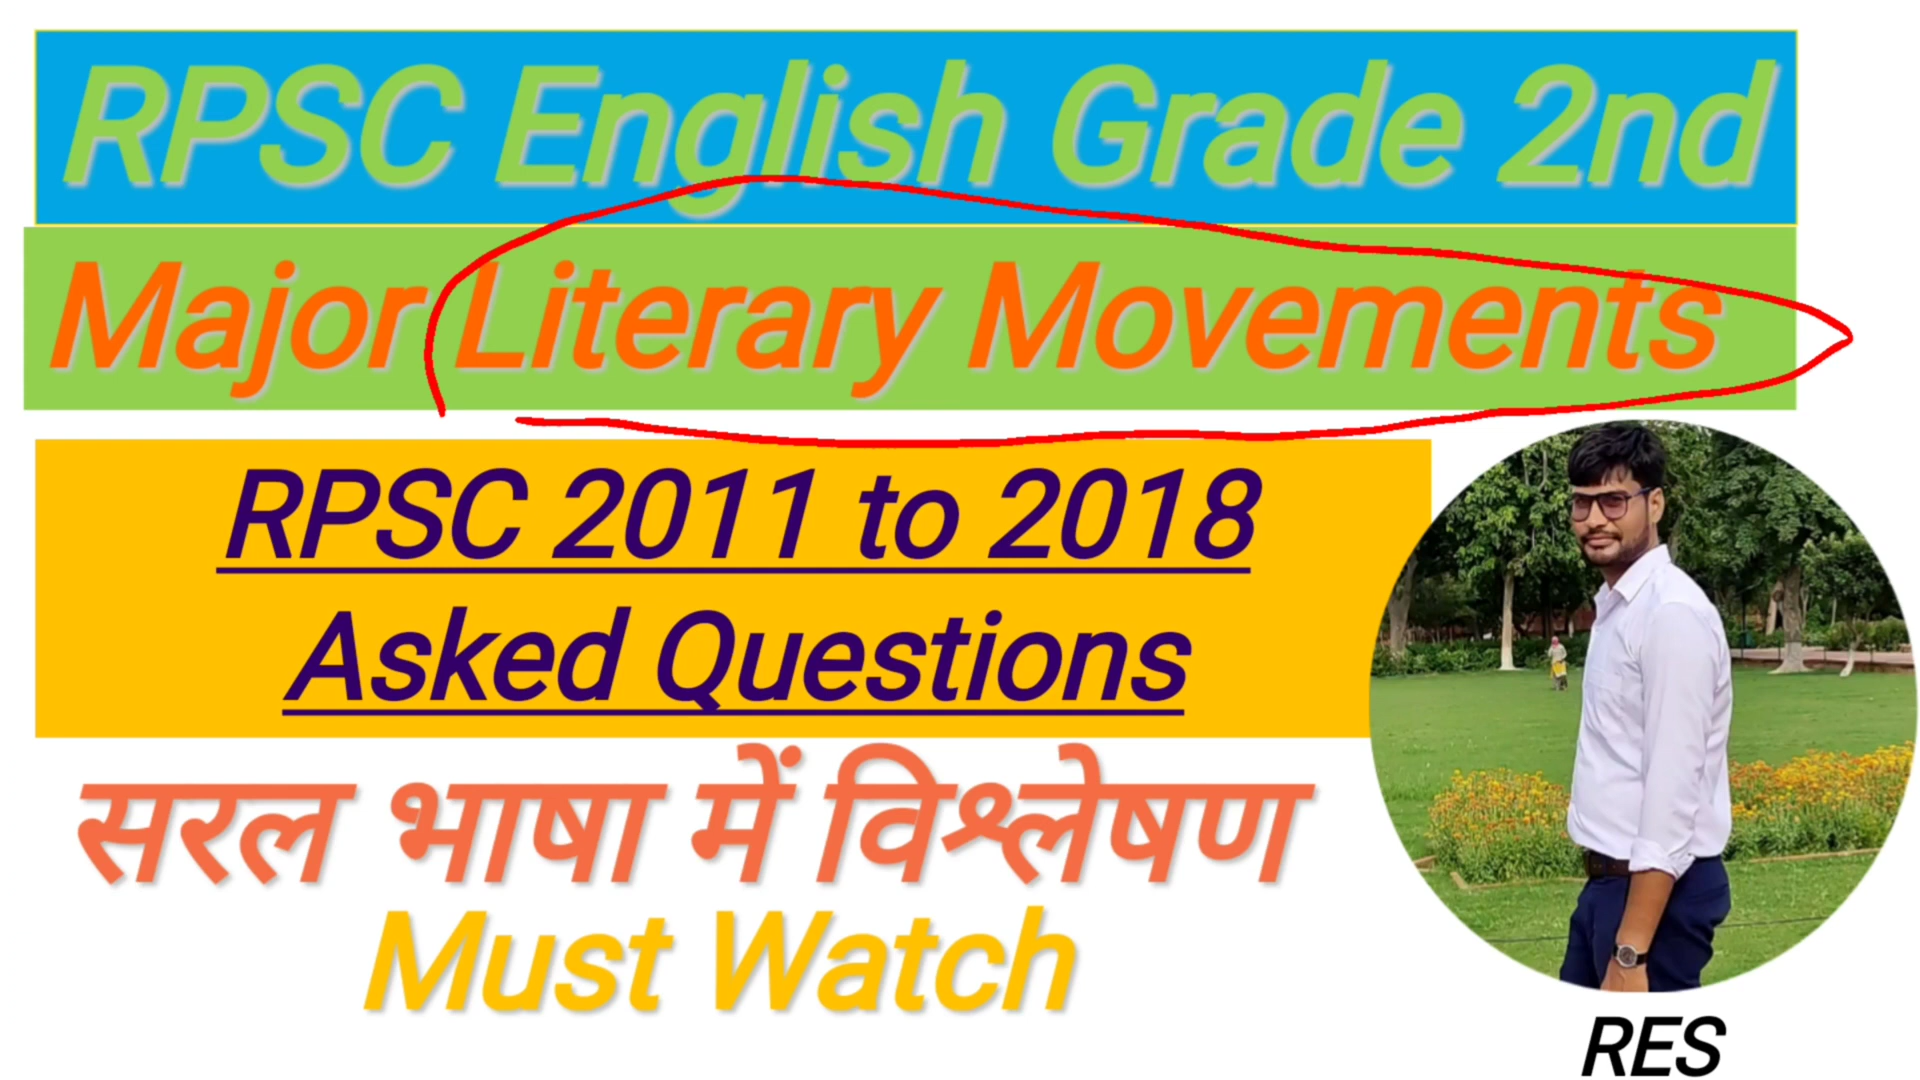 RPSC English Grade 2nd
Major Literary Movements
RPSC 2011 to 2018
Asked Questions
सरल भाषा में विश्लेषण
Must Watch
RES